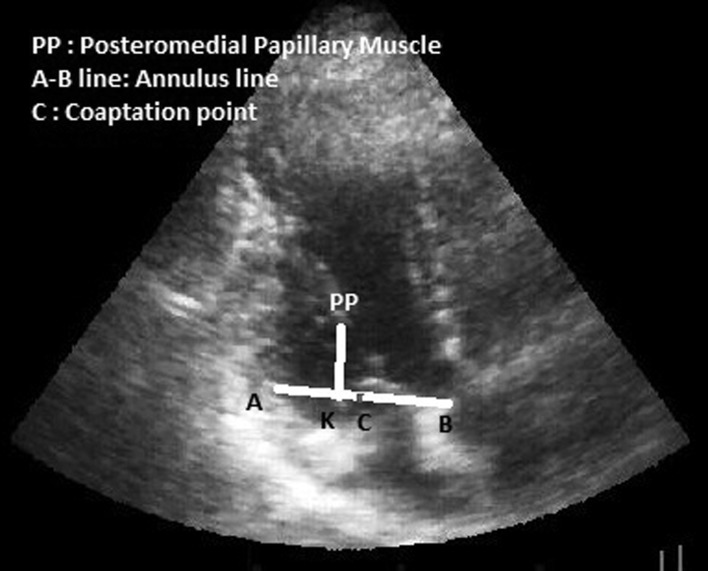 PP : Posteromedial Papillary Muscle
A-B line: Annulus line
C : Coaptation point
PP
A
K
C
B